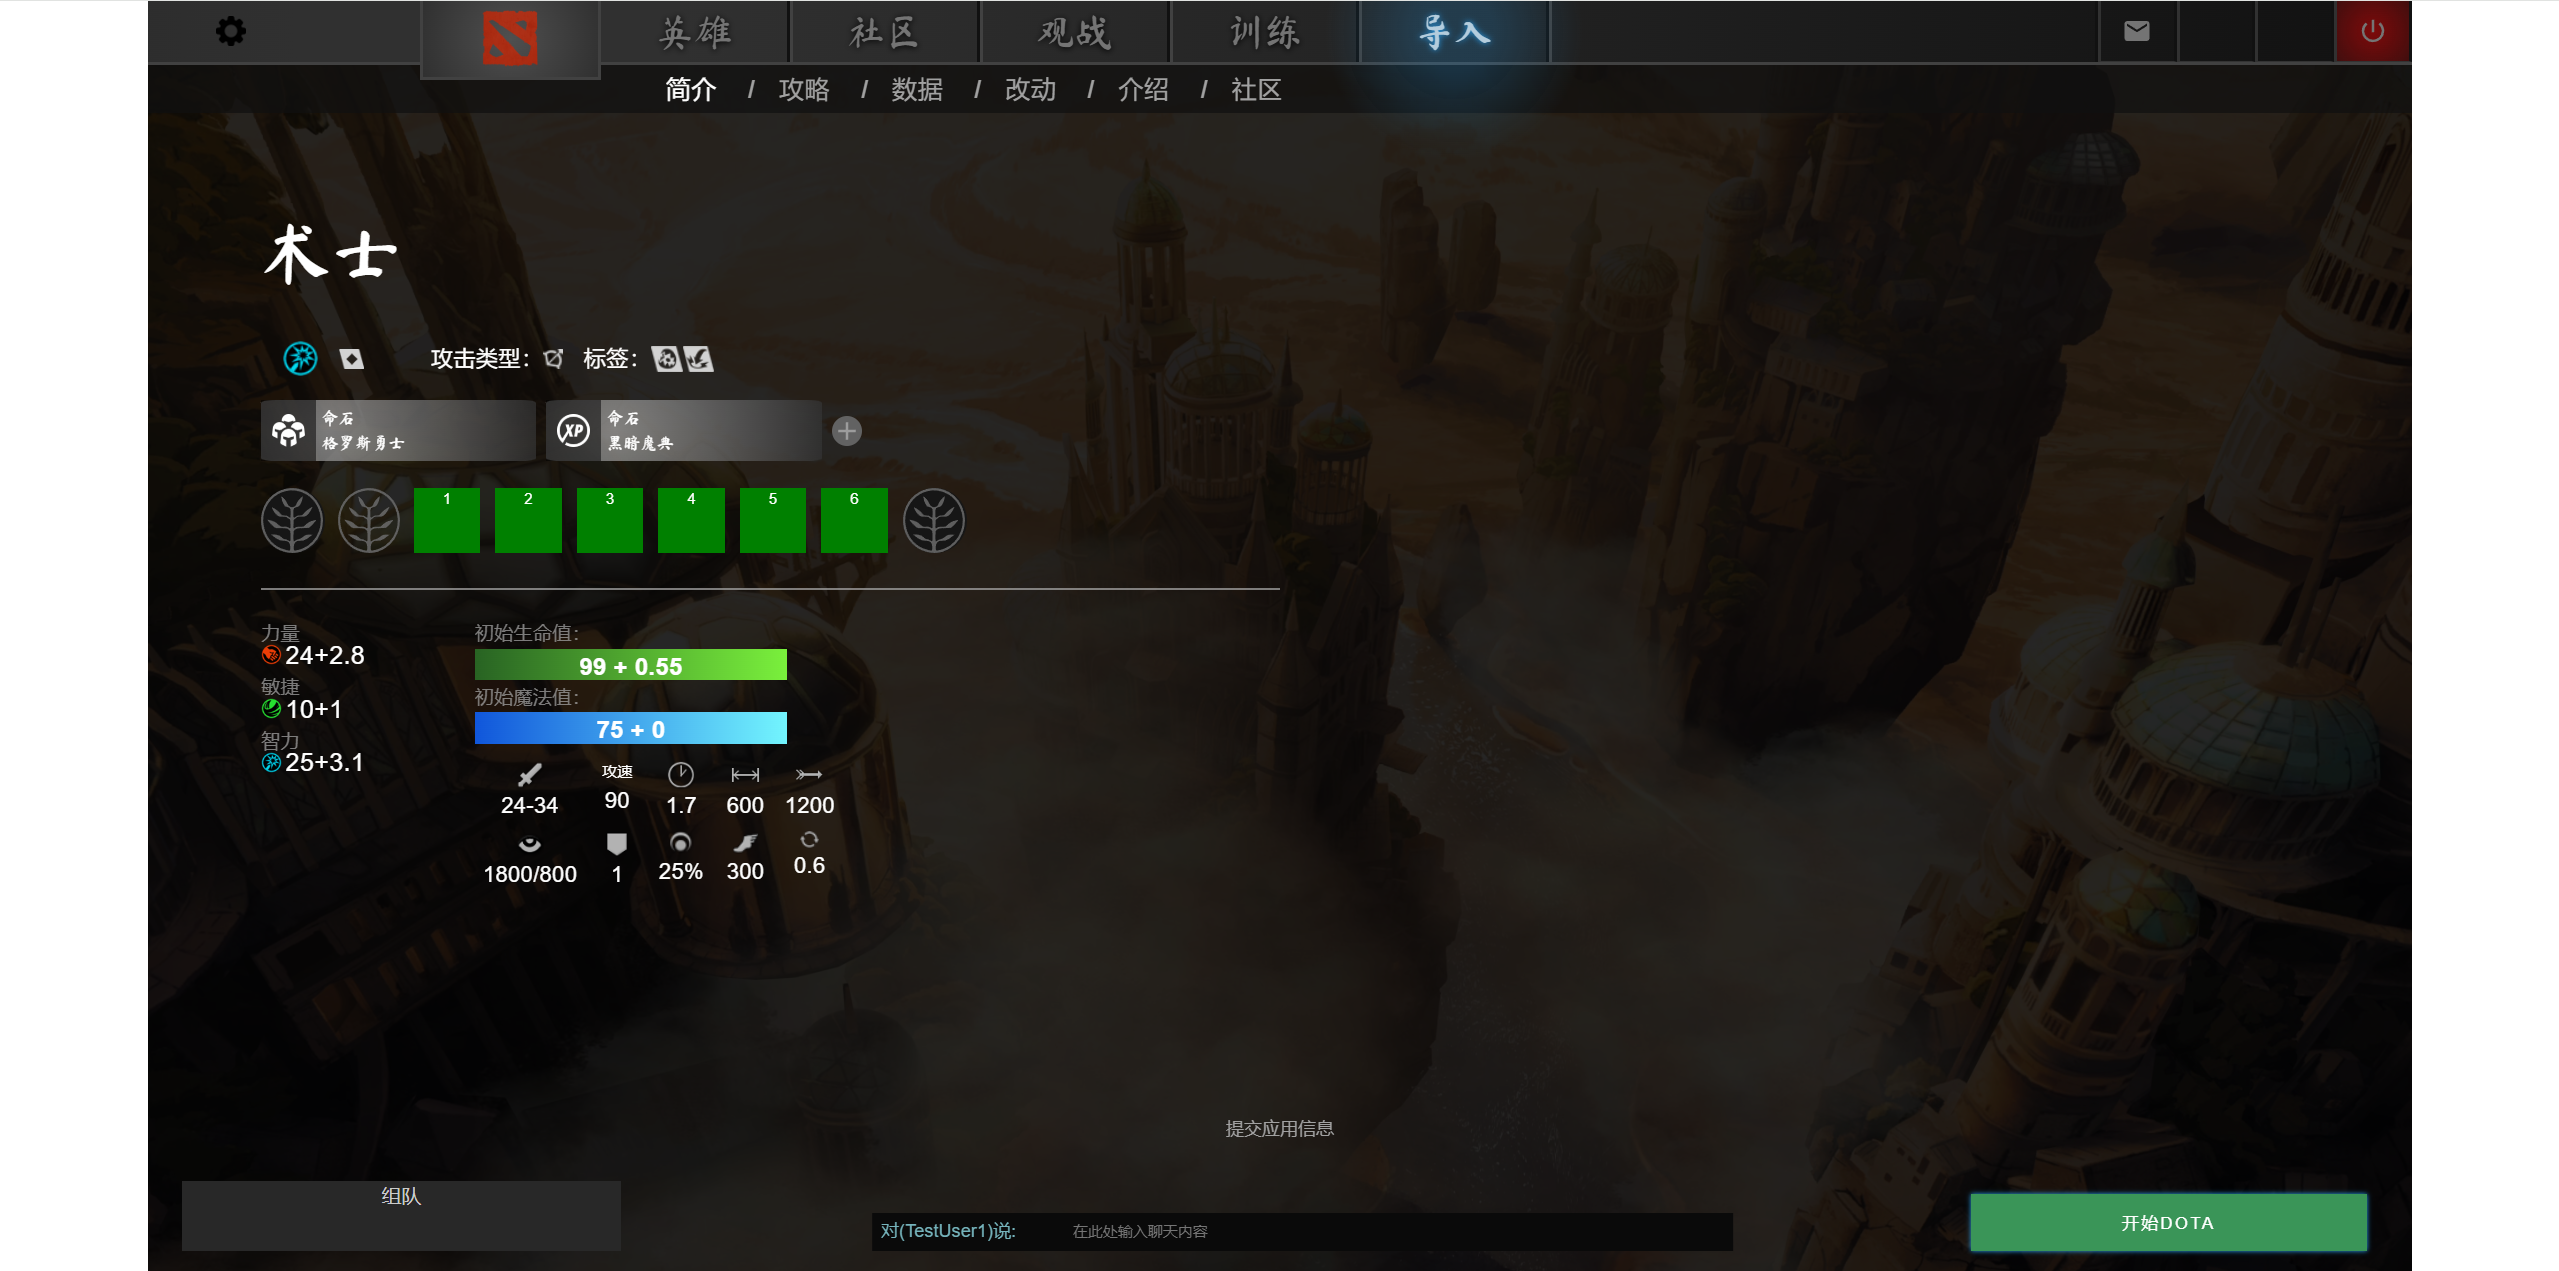 英雄 社区 观战 训练 导入
简介 / 攻略 / 数据 / 改动 / 介绍 / 社区
术士
攻击类型： 标签：
命石
格罗斯勇士
XP
命石
黑暗魔典
1 2 3 4 5 6
力量
24+2.8
敏捷
10+1
智力
25+3.1
初始生命值：
99 + 0.55
初始魔法值：
75 + 0
攻速
24-34 90 1.7 600 1200
1800/800 1 25% 300 0.6
提交应用信息
组队
对(TestUser1)说: 在此处输入聊天内容
开始DOTA